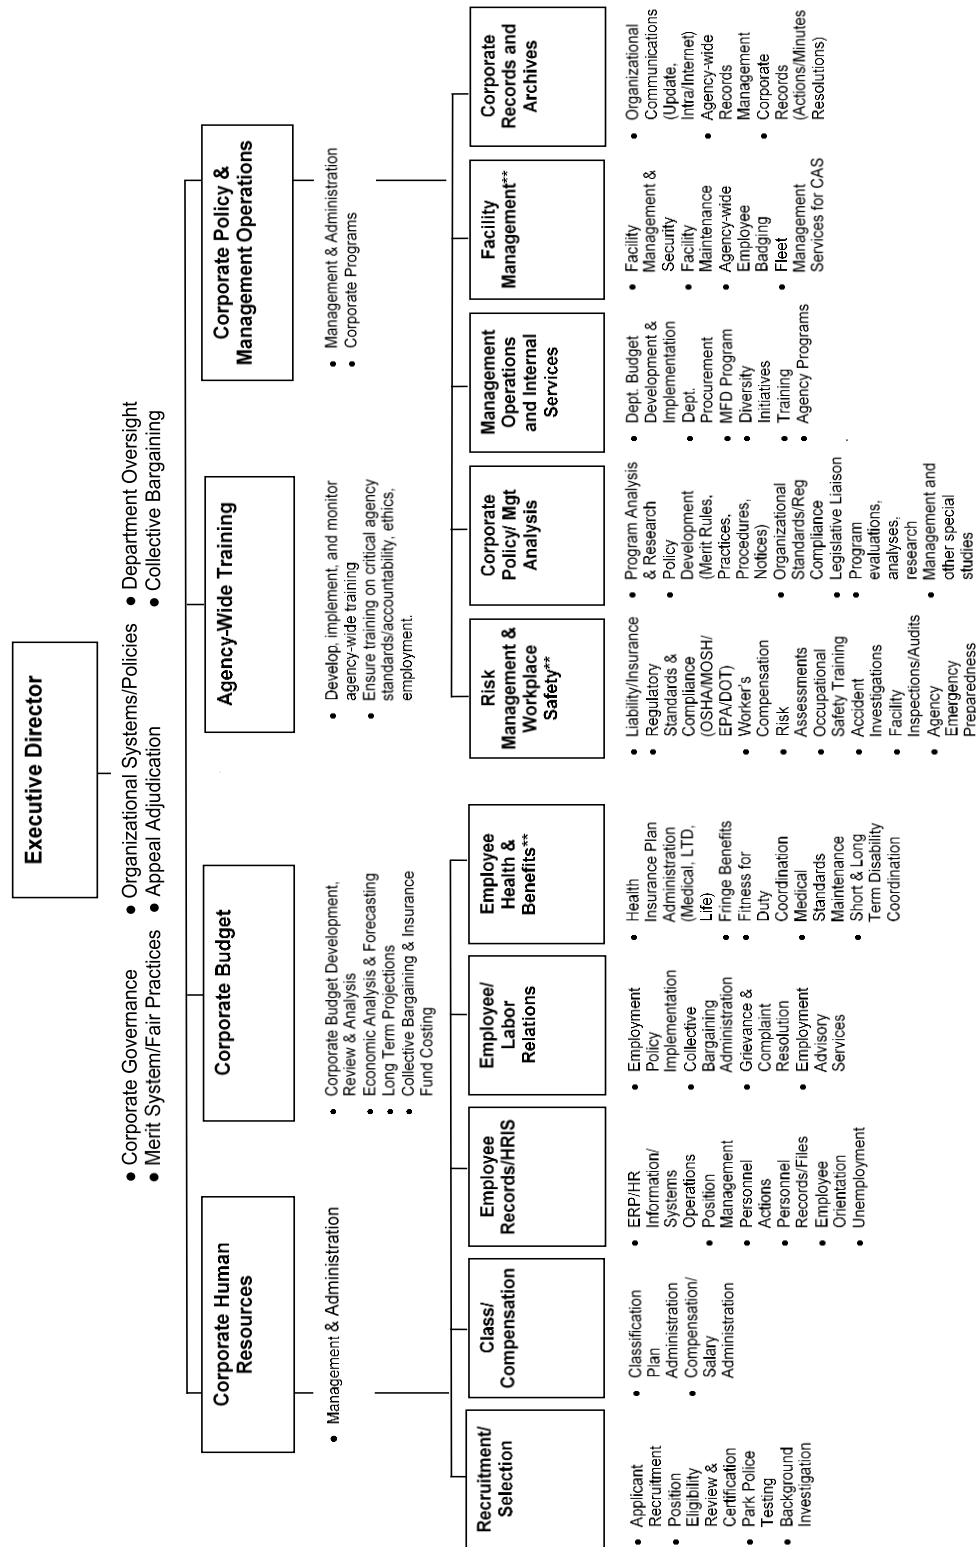 Executive Director
● Corporate Governance
● Merit System/Fair Practices
● Organizational Systems/Policies
● Appeal Adjudication
● Department Oversight
● Collective Bargaining
Corporate Human
Resources
• Management & Administration
Corporate Budget
• Corporate Budget Development,
Review & Analysis
• Economic Analysis & Forecasting
• Long Term Projections
• Collective Bargaining & Insurance
Fund Costing
Agency-Wide Training
• Develop, implement, and monitor
agency-wide training
• Ensure training on critical agency
standards/accountability, ethics,
employment.
Corporate Policy &
Management Operations
• Management & Administration
• Corporate Programs
Recruitment/
Selection
• Applicant
Recruitment
• Position
Eligibility
Review &
Certification
• Park Police
Testing
• Background
Investigation
Class/
Compensation
• Classification
Plan
Administration
• Compensation/
Salary
Administration
Employee
Records/HRIS
• ERP/HR
Information/
Systems
Operations
• Position
Management
• Personnel
Actions
• Personnel
Records/Files
• Employee
Orientation
• Unemployment
Employee/
Labor
Relations
• Employment
Policy
Implementation
• Collective
Bargaining
Administration
• Grievance &
Complaint
Resolution
• Employment
Advisory
Services
Employee
Health &
Benefits**
• Health
Insurance Plan
Administration
(Medical, LTD,
Life)
• Fringe Benefits
• Fitness for
Duty
Coordination
• Medical
Standards
Maintenance
• Short & Long
Term Disability
Coordination
Risk
Management &
Workplace
Safety**
• Liability/Insurance
• Regulatory
Standards &
Compliance
(OSHA/MOSH/
EPA/DOT)
• Worker's
Compensation
• Risk
Assessments
• Occupational
Safety Training
• Accident
Investigations
• Facility
Inspections/Audits
• Agency
Emergency
Preparedness
Corporate
Policy/ Mgt
Analysis
• Program Analysis
& Research
• Policy
Development
(Merit Rules,
Practices,
Procedures,
Notices)
• Organizational
Standards/Reg
Compliance
• Legislative Liaison
• Program
evaluations,
analyses,
research
• Management and
other special
studies
Management
Operations
and Internal
Services
• Dept. Budget
Development &
Implementation
• Dept.
Procurement
• MFD Program
• Diversity
Initiatives
• Training
• Agency Programs
Facility
Management**
• Facility
Management &
Security
• Facility
Maintenance
• Agency-wide
Employee
Badging
• Fleet
Management
Services for CAS
Corporate
Records and
Archives
• Organizational
Communications
(Update,
Intra/Internet)
• Agency-wide
Records
Management
• Corporate
Records
(Actions/Minutes
Resolutions)